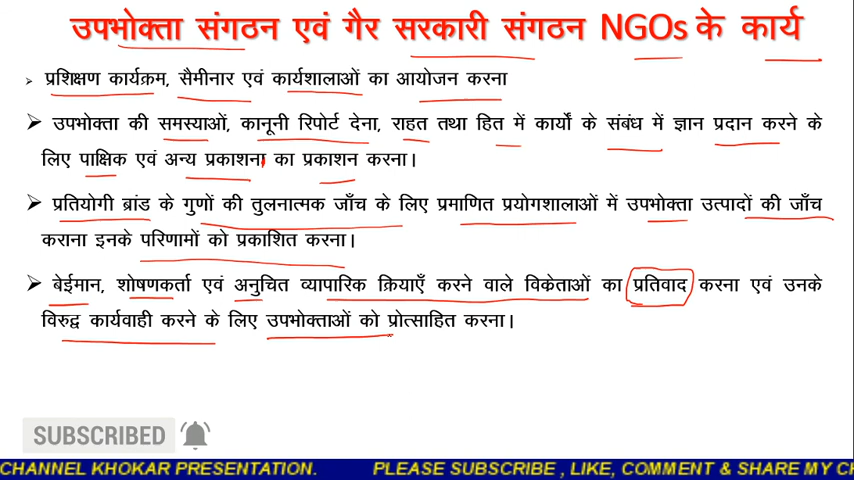 उपभोक्ता संगठन एवं गैर सरकारी संगठन NGOs के कार्य
प्रशिक्षण कार्यक्रम, सैमीनार एवं कार्यशालाओं का आयोजन करना
उपभोक्ता की समस्याओं, कानूनी रिपोर्ट देना, राहत तथा हित में कार्यों के संबंध में ज्ञान प्रदान करने के
लिए पाक्षिक एवं अन्य प्रकाशना का प्रकाशन करना।
प्रतियोगी ब्रांड के गुणों की तुलनात्मक जाँच के लिए प्रमाणित प्रयोगशालाओं में उपभोक्ता उत्पादों की जाँच
कराना इनके परिणामों को प्रकाशित करना।
बेईमान, शोषणकर्ता एवं अनुचित व्यापारिक क्रियाएँ करने वाले विक्रेताओं का प्रतिवाद करना एवं उनके
विरुद्व कार्यवाही करने के लिए उपभोक्ताओं को प्रोत्साहित करना।
SUBSCRIBED
CHANNEL KHOKAR PRESENTATION. PLEASE SUBSCRIBE , LIKE, COMMENT & SHARE MY CH